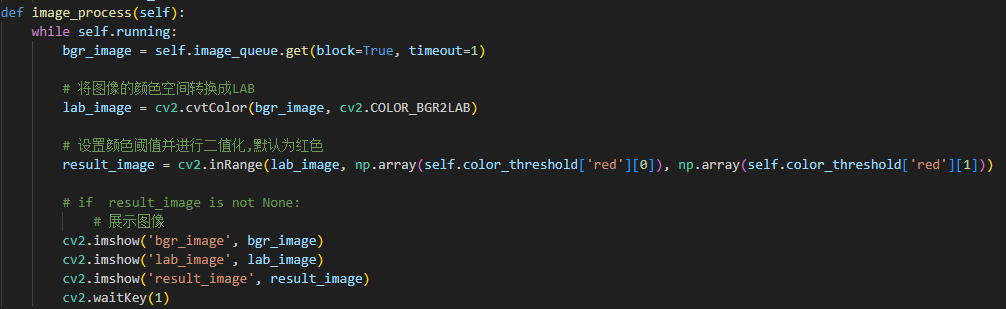 def image_process(self):
    while self.running:
        bgr_image = self.image_queue.get(block=True, timeout=1)
        # 将图像的颜色空间转换成LAB
        lab_image = cv2.cvtColor(bgr_image, cv2.COLOR_BGR2LAB)
        # 设置颜色阈值并进行二值化,默认为红色
        result_image = cv2.inRange(lab_image, np.array(self.color_threshold['red'][0]), np.array(self.color_threshold['red'][1]))
        # if  result_image is not None:
            # 展示图像
        cv2.imshow('bgr_image', bgr_image)
        cv2.imshow('lab_image', lab_image)
        cv2.imshow('result_image', result_image)
        cv2.waitKey(1)